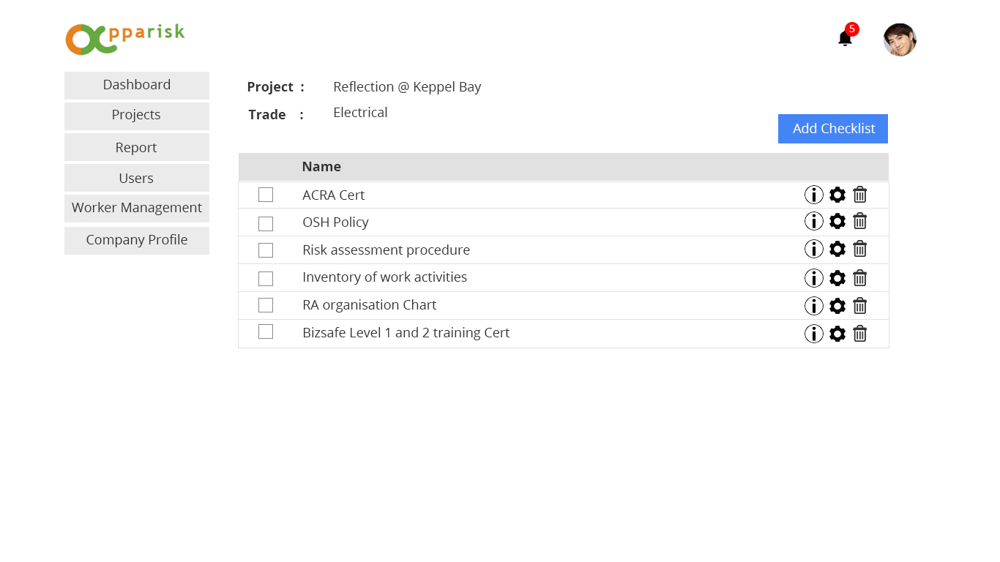 pparisk
5
Dashboard
Projects
Report
Users
Worker Management
Company Profile
Project : Reflection @ Keppel Bay
Trade : Electrical
Add Checklist
Name
ACRA Cert
OSH Policy
Risk assessment procedure
Inventory of work activities
RA organisation Chart
Bizsafe Level 1 and 2 training Cert